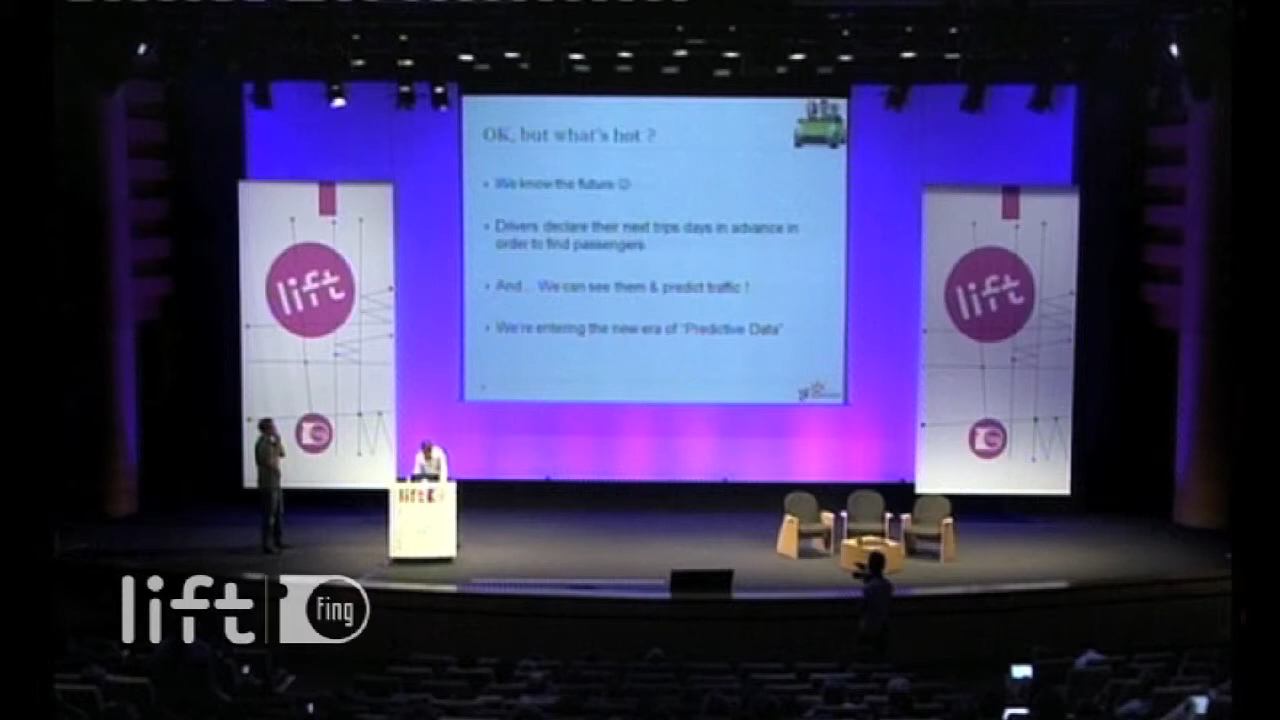 OK, but what's hot ?
• We know the future ☺
• Drivers declare their next trips days in advance in
order to find passengers.
• And... We can see them & predict traffic !
• We're entering the new era of "Predictive Data"
lift
lift
lift
lift
Fing